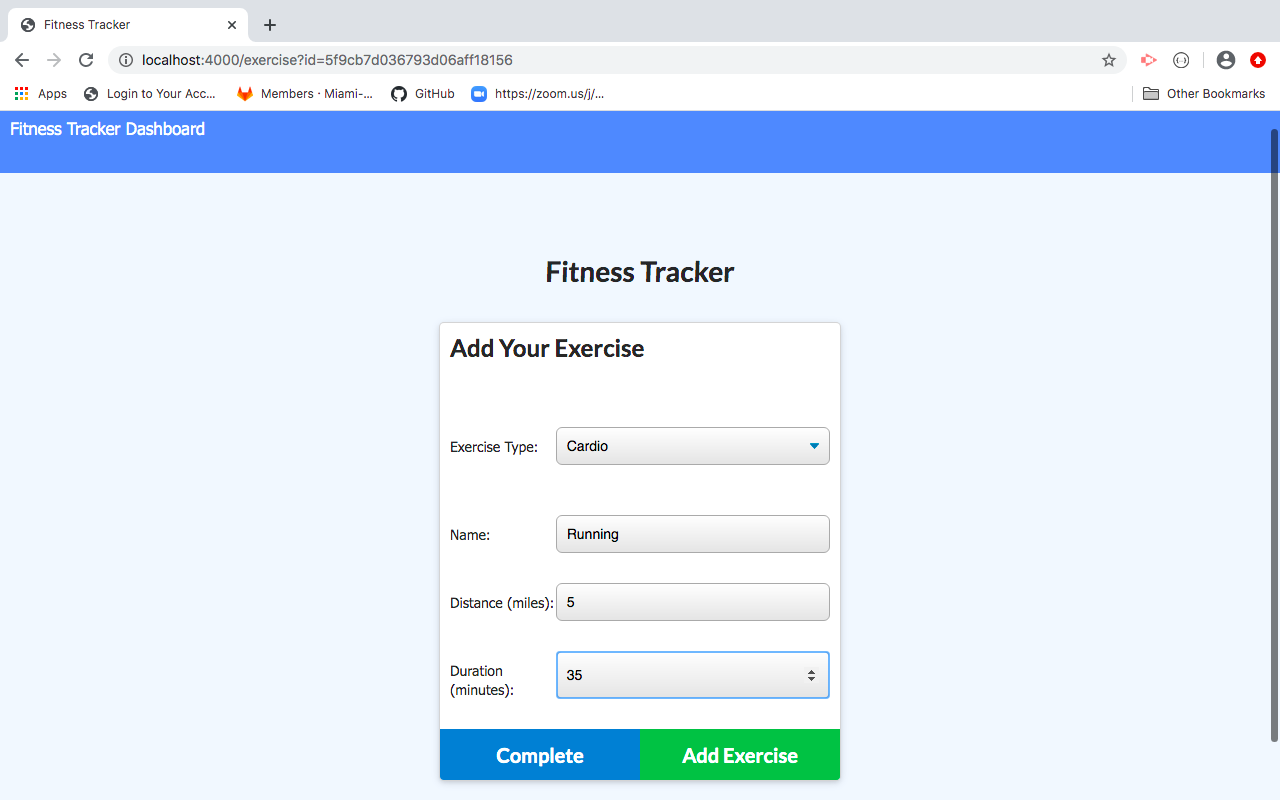 Fitness Tracker
localhost:4000/exercise?id=5f9cb7d036793d06aff18156
Apps Login to Your Acc... Members · Miami-... GitHub https://zoom.us/j/... Other Bookmarks
Fitness Tracker Dashboard
Fitness Tracker
Add Your Exercise
Exercise Type: Cardio
Name: Running
Distance (miles): 5
Duration
(minutes): 35
Complete Add Exercise